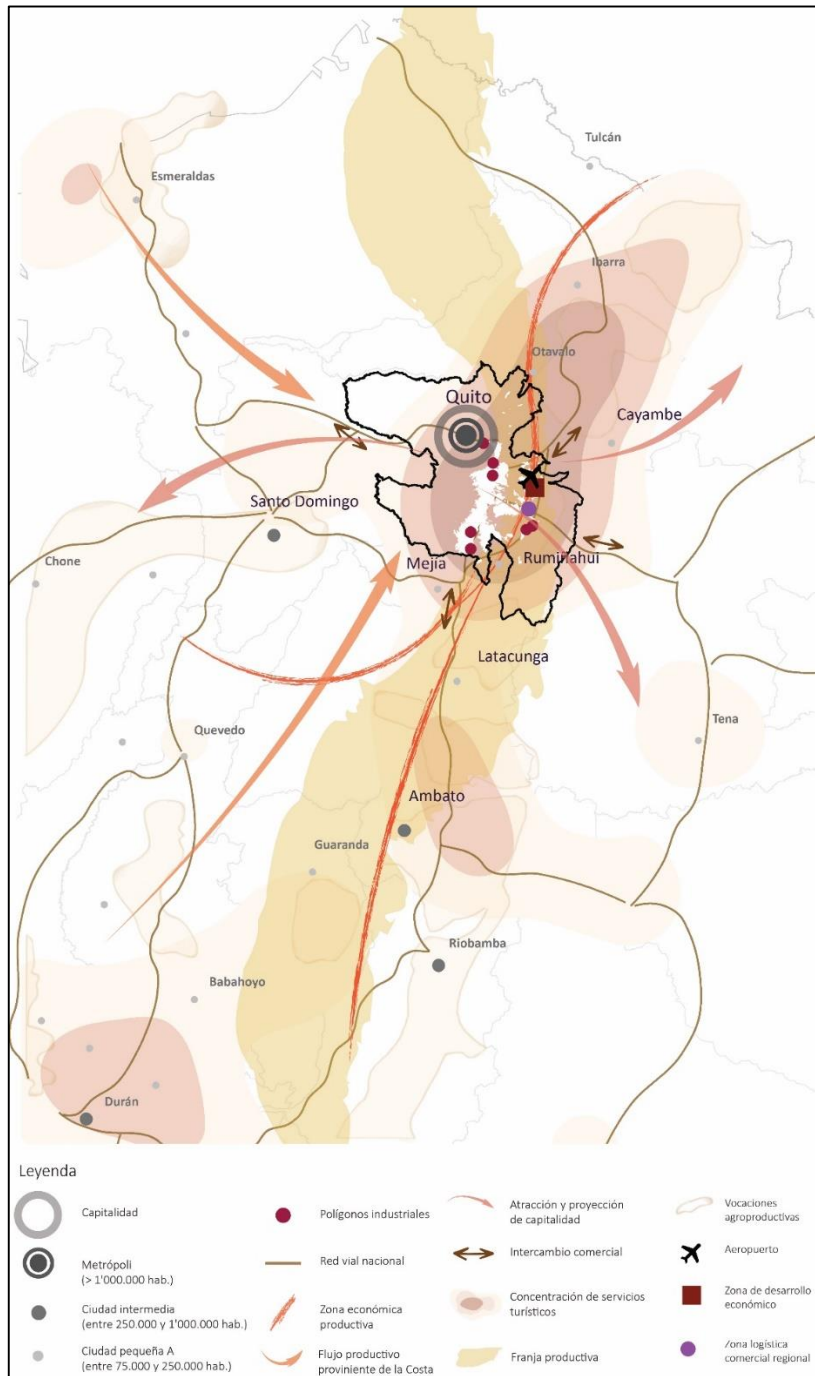 Tulcán
Esmeraldas
Ibarra
Otavalo
Quito
Cayambe
Santo Domingo
Chone
Mejía
Rumiñahui
Latacunga
Tena
Quevedo
Ambato
Guaranda
Riobamba
Babahoyo
Durán
Leyenda
Capitalidad
Metrópoli
(> 1'000.000 hab.)
Ciudad intermedia
(entre 250.000 y 1'000.000 hab.)
Ciudad pequeña A
(entre 75.000 y 250.000 hab.)
Polígonos industriales
Red vial nacional
Zona económica
productiva
Flujo productivo
proviniente de la Costa
Atracción y proyección
de capitalidad
Intercambio comercial
Concentración de servicios
turísticos
Franja productiva
Vocaciones
agroproductivas
Aeropuerto
Zona de desarrollo
económico
Zona logística
comercial regional